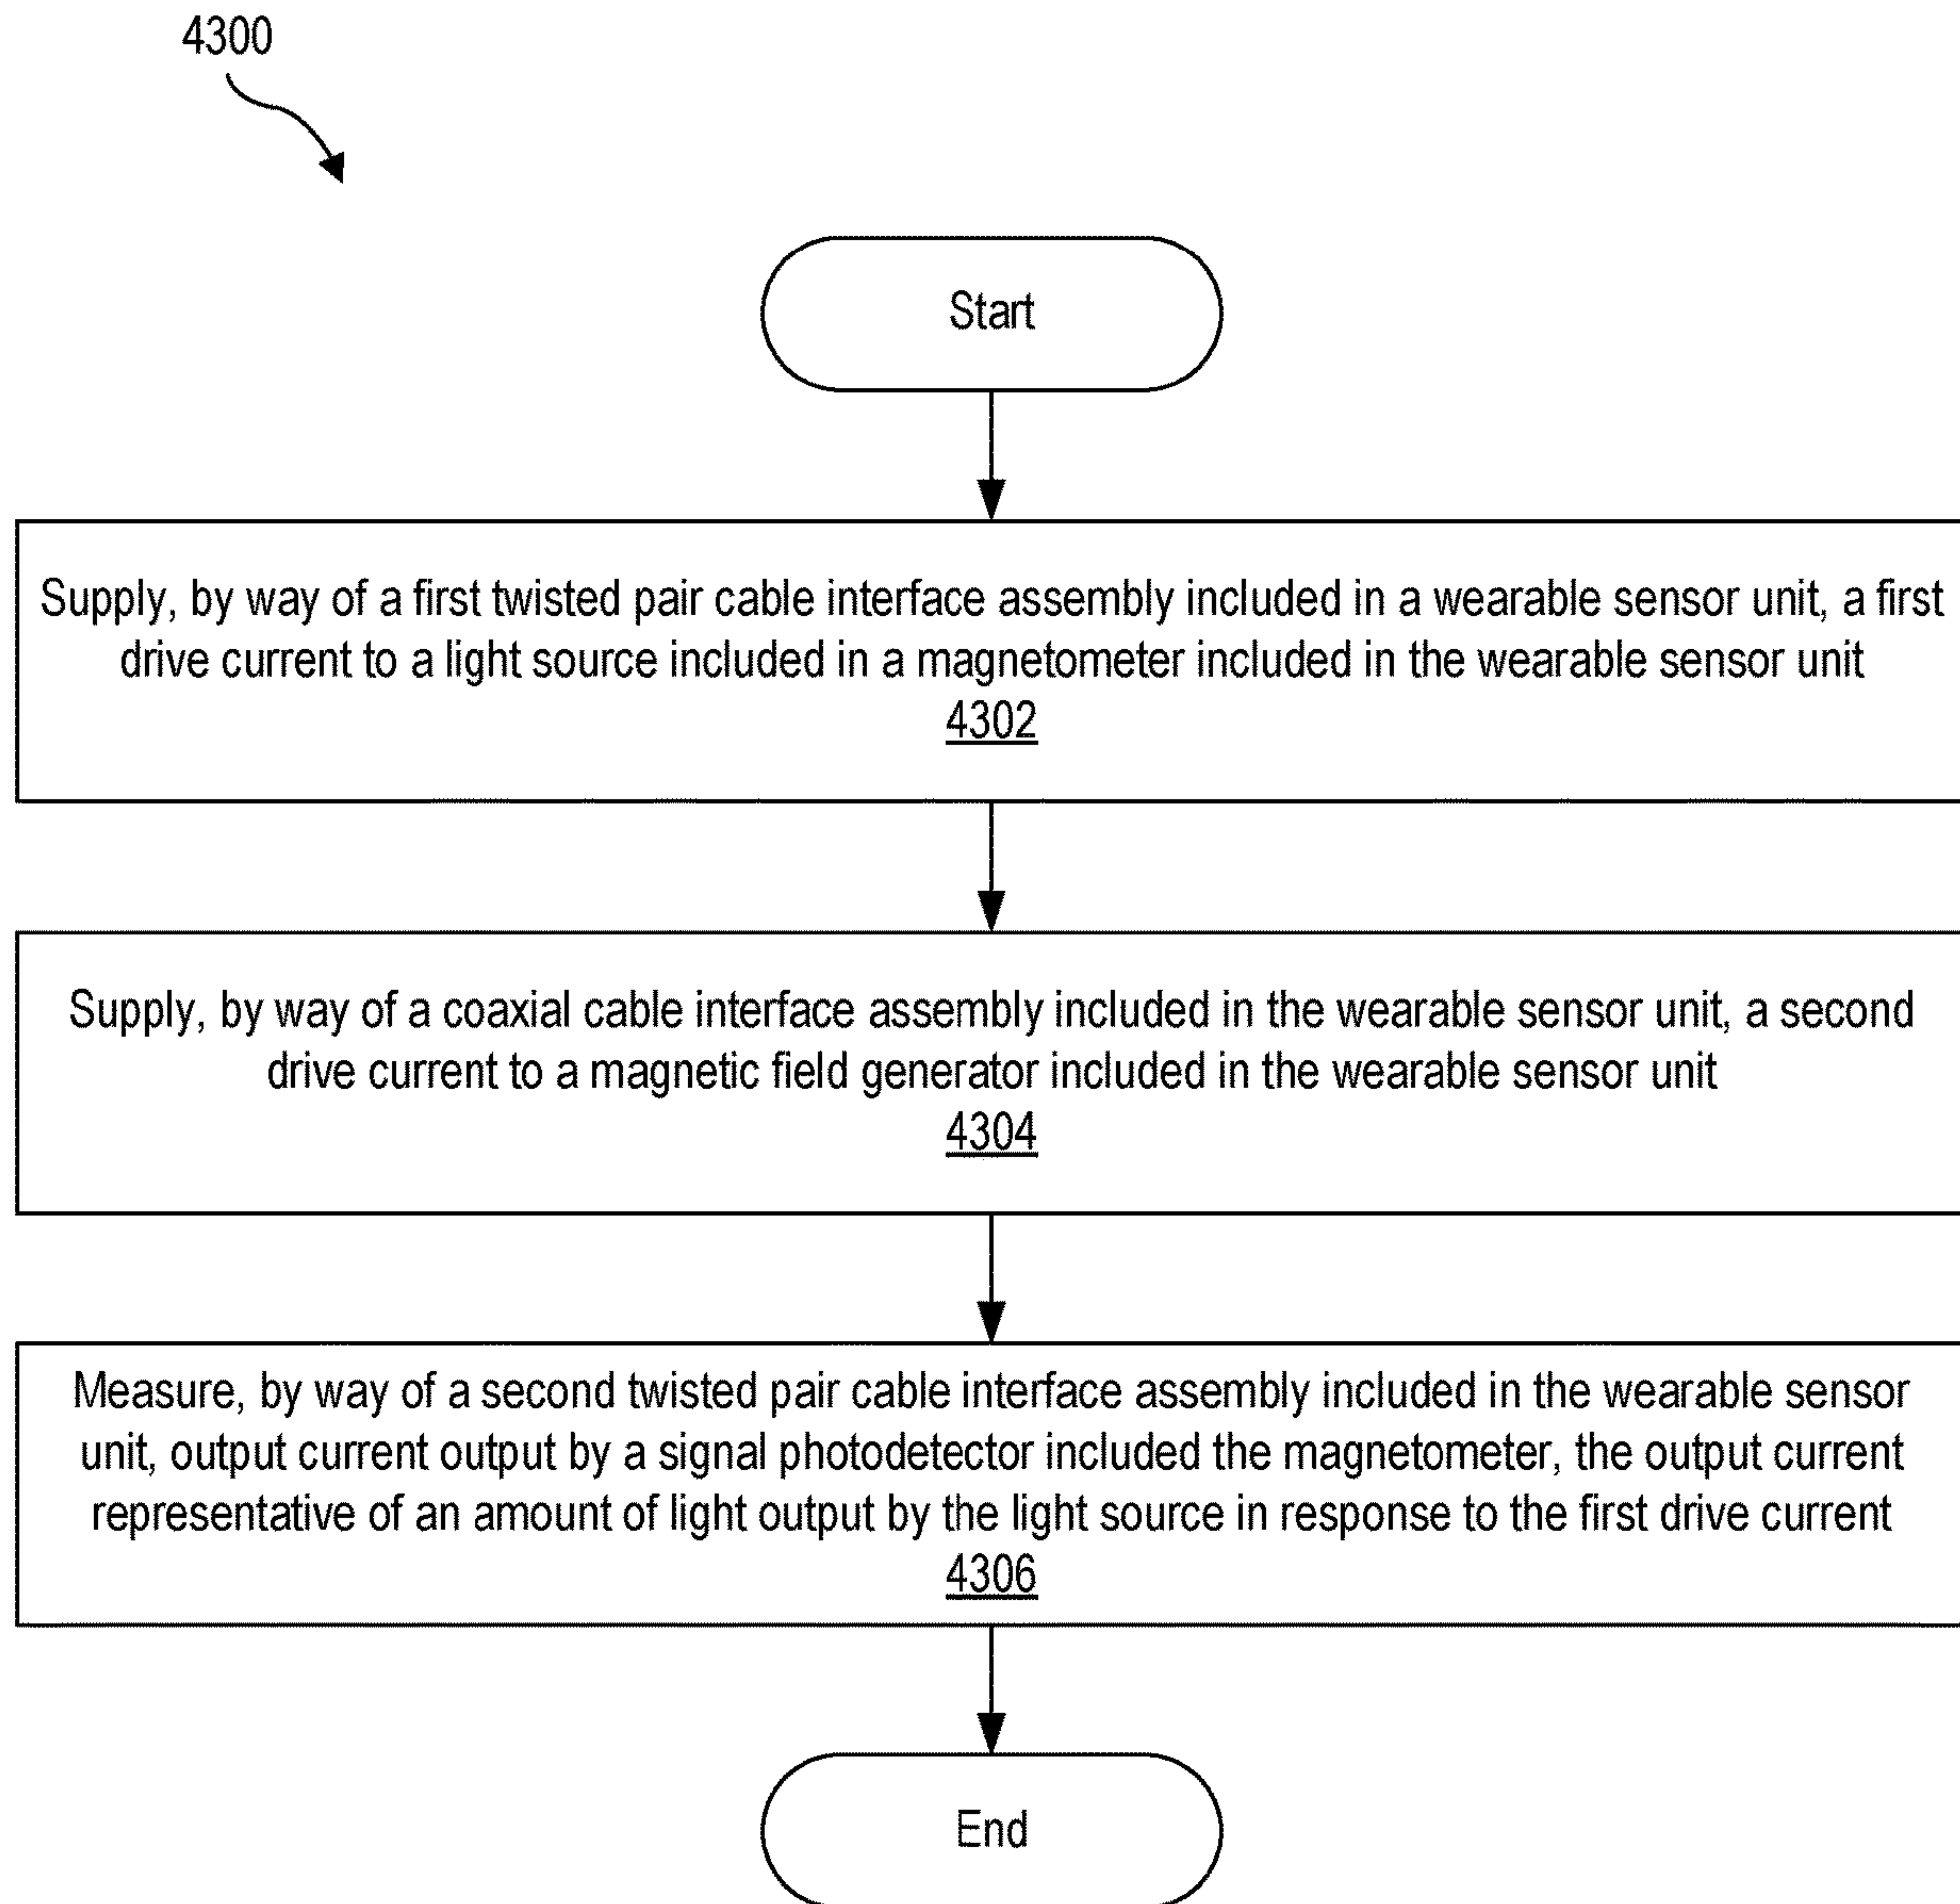 4300
Start
Supply, by way of a first twisted pair cable interface assembly included in a wearable sensor unit, a first
drive current to a light source included in a magnetometer included in the wearable sensor unit
4302
Supply, by way of a coaxial cable interface assembly included in the wearable sensor unit, a second
drive current to a magnetic field generator included in the wearable sensor unit
4304
Measure, by way of a second twisted pair cable interface assembly included in the wearable sensor
unit, output current output by a signal photodetector included the magnetometer, the output current
representative of an amount of light output by the light source in response to the first drive current
4306
End